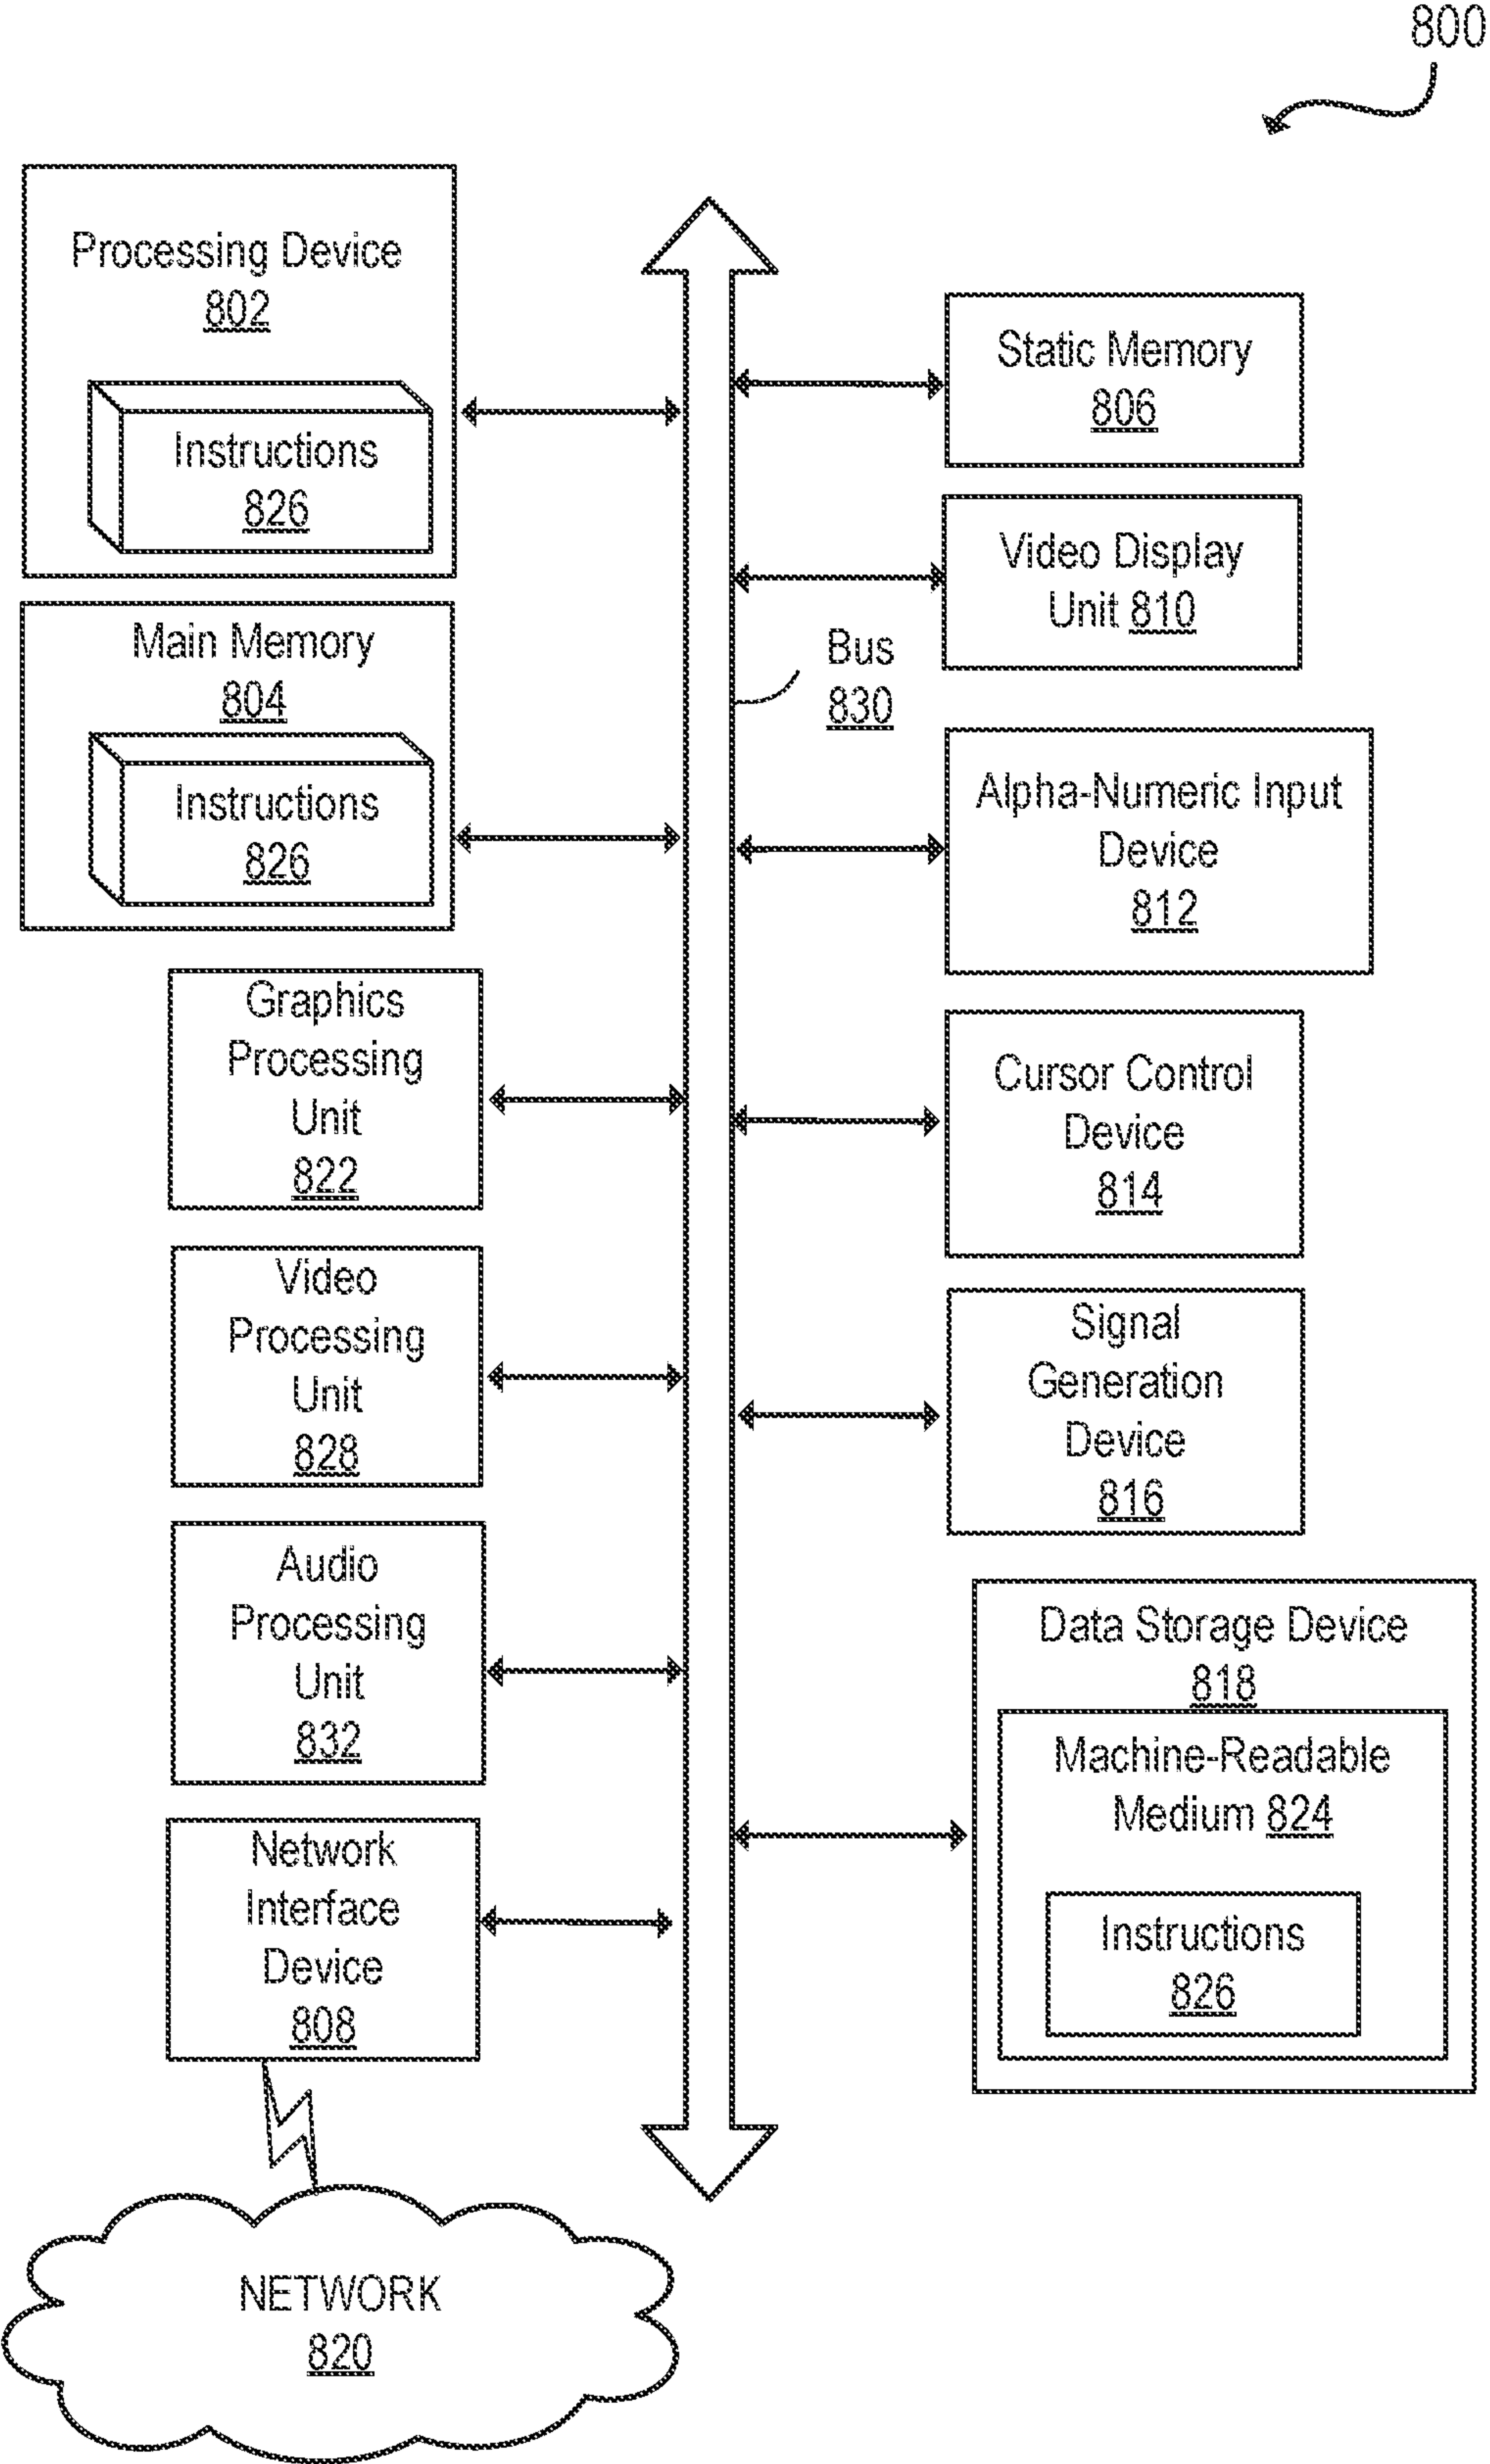 800
Processing Device
802
Instructions
826
Main Memory
804
Instructions
826
Graphics
Processing
Unit
822
Video
Processing
Unit
828
Audio
Processing
Unit
832
Network
Interface
Device
808
NETWORK
820
Bus
830
Static Memory
806
Video Display
Unit 810
Alpha-Numeric Input
Device
812
Cursor Control
Device
814
Signal
Generation
Device
816
Data Storage Device
818
Machine-Readable
Medium 824
Instructions
826